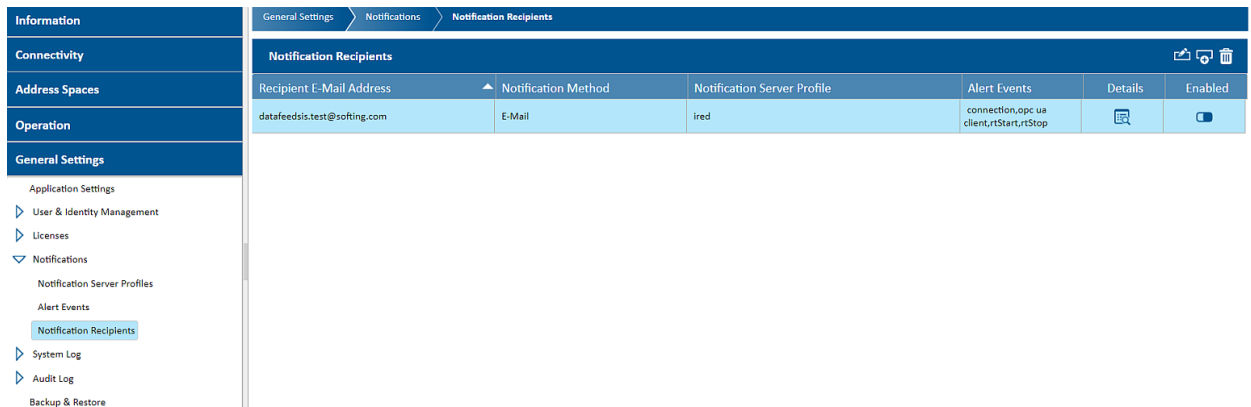 Information
Connectivity
Address Spaces
Operation
General Settings
Application Settings
User & Identity Management
Licenses
Notifications
Notification Server Profiles
Alert Events
Notification Recipients
System Log
Audit Log
Backup & Restore
General Settings Notifications Notification Recipients
Notification Recipients
Recipient E-Mail Address Notification Method Notification Server Profile Alert Events Details Enabled
datafeedsis.test@softing.com E-Mail ired connection,opc ua
client,rtStart,rtStop